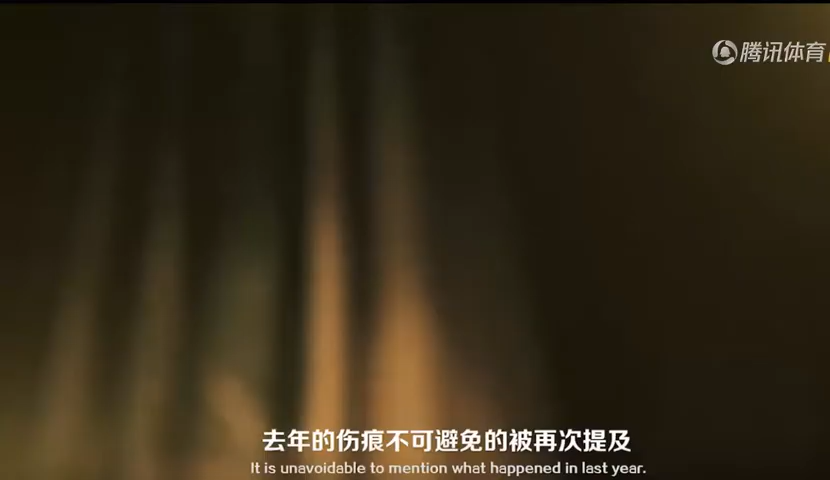 腾讯体育
去年的伤痕不可避免的被再次提及
It is unavoidable to mention what happened in last year.